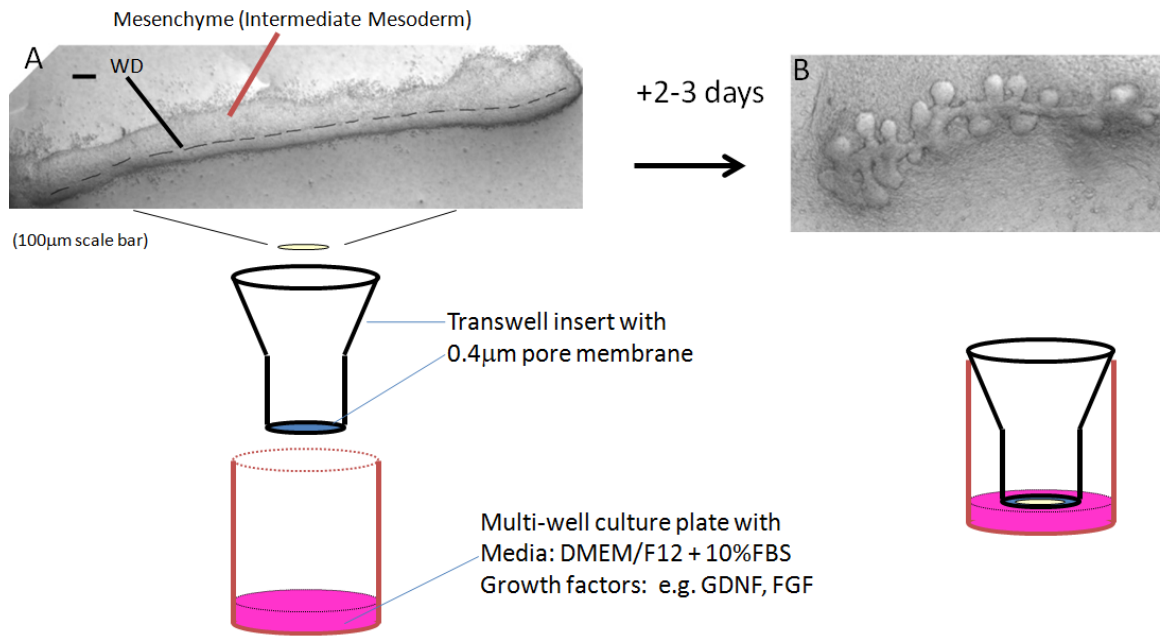 Mesenchyme (Intermediate Mesoderm)
A
WD
B
+2-3 days
(100µm scale bar)
Transwell insert with
0.4µm pore membrane
Multi-well culture plate with
Media: DMEM/F12 + 10%FBS
Growth factors: e.g. GDNF, FGF